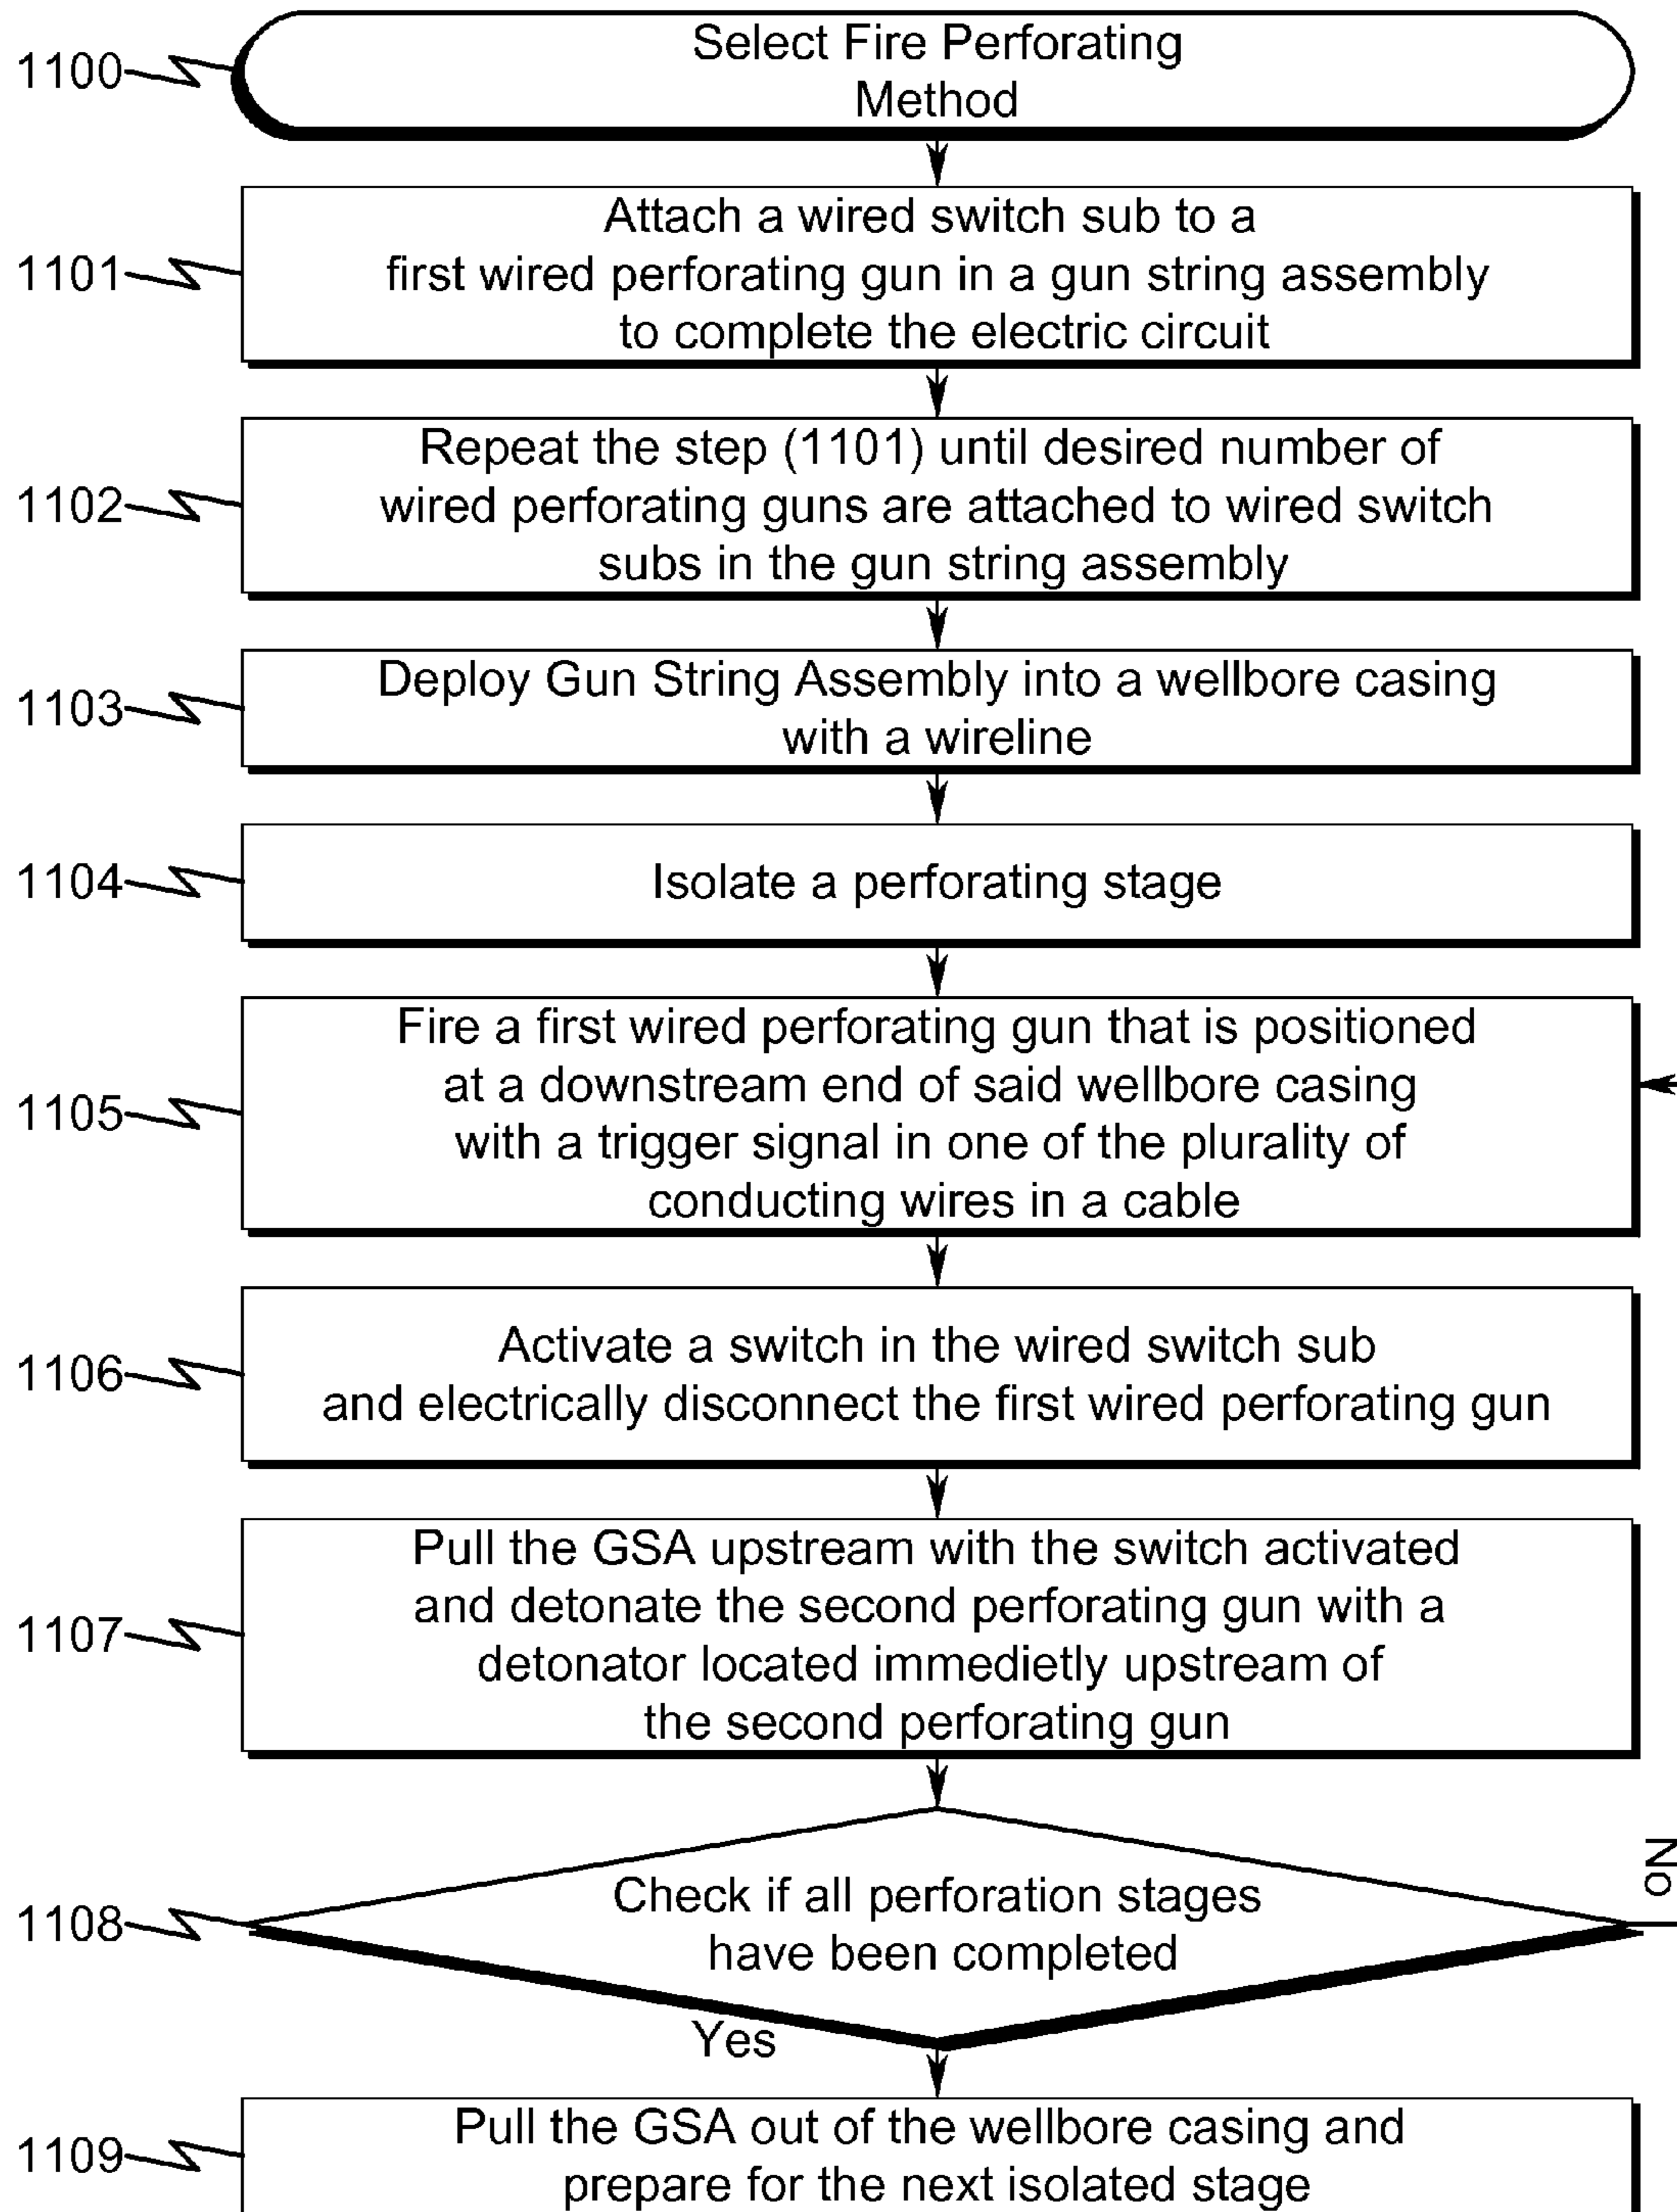 1100
Select Fire Perforating
Method
1101
Attach a wired switch sub to a
first wired perforating gun in a gun string assembly
to complete the electric circuit
1102
Repeat the step (1101) until desired number of
wired perforating guns are attached to wired switch
subs in the gun string assembly
1103
Deploy Gun String Assembly into a wellbore casing
with a wireline
1104
Isolate a perforating stage
1105
Fire a first wired perforating gun that is positioned
at a downstream end of said wellbore casing
with a trigger signal in one of the plurality of
conducting wires in a cable
1106
Activate a switch in the wired switch sub
and electrically disconnect the first wired perforating gun
1107
Pull the GSA upstream with the switch activated
and detonate the second perforating gun with a
detonator located immedietly upstream of
the second perforating gun
1108
Check if all perforation stages
have been completed
No
Yes
1109
Pull the GSA out of the wellbore casing and
prepare for the next isolated stage